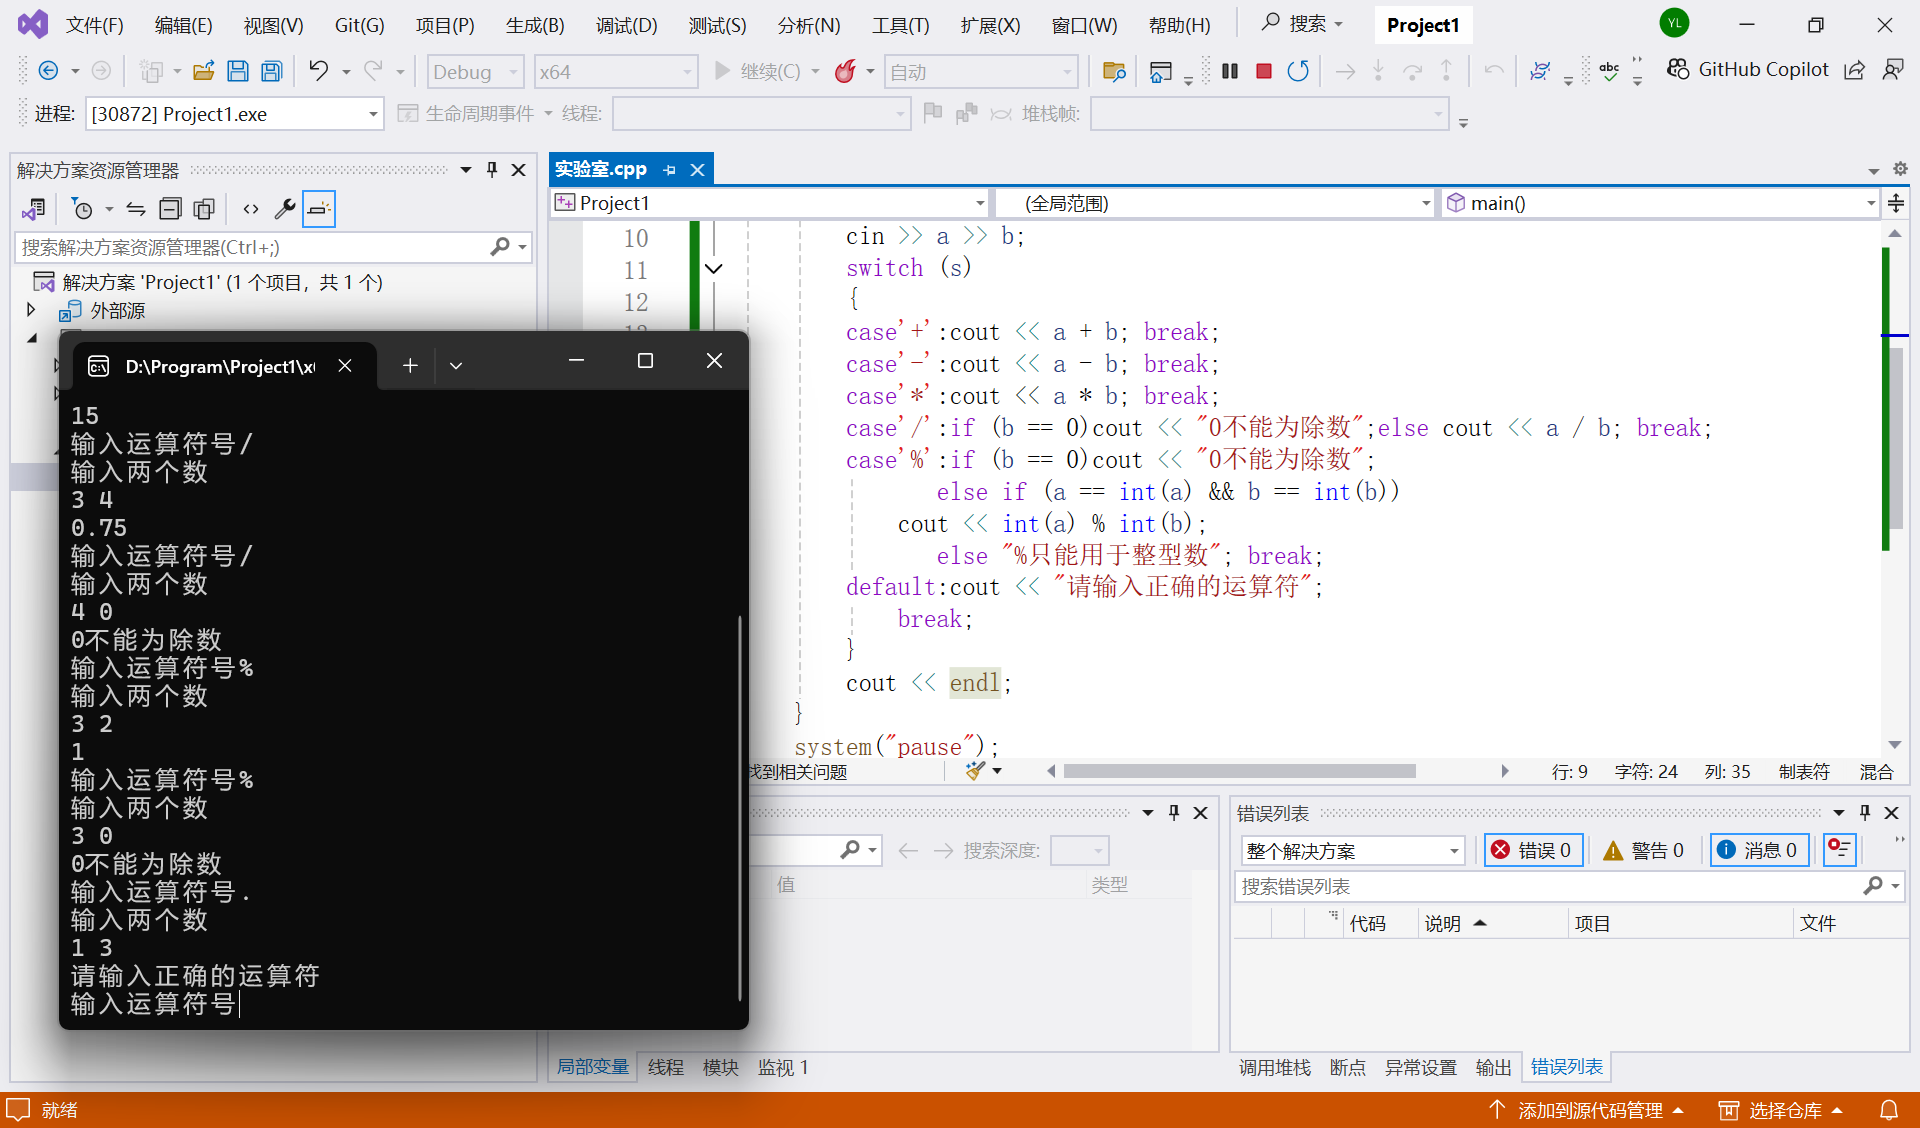 文件(F) 编辑(E) 视图(V) Git(G) 项目(P) 生成(B) 调试(D) 测试(S) 分析(N) 工具(T) 扩展(X) 窗口(W) 帮助(H) 搜索 Project1 YL
Debug x64 继续(C) 自动 abc GitHub Copilot
进程: [30872] Project1.exe 生命周期事件 线程: 堆栈帧:
解决方案资源管理器
搜索解决方案资源管理器(Ctrl+;)
解决方案 'Project1' (1 个项目，共 1 个)
外部源
D:\Program\Project1\x
15
输入运算符号/
输入两个数
3 4
0.75
输入运算符号/
输入两个数
4 0
0不能为除数
输入运算符号%
输入两个数
3 2
1
输入运算符号%
输入两个数
3 0
0不能为除数
输入运算符号.
输入两个数
1 3
请输入正确的运算符
输入运算符号
实验室.cpp
Project1 (全局范围) main()
10 cin >> a >> b;
11 switch (s)
12 {
case'+':cout << a + b; break;
case'-':cout << a - b; break;
case'*':cout << a * b; break;
case'/':if (b == 0)cout << "0不能为除数";else cout << a / b; break;
case'%':if (b == 0)cout << "0不能为除数";
else if (a == int(a) && b == int(b))
cout << int(a) % int(b);
else "%只能用于整型数"; break;
default:cout << "请输入正确的运算符";
break;
}
cout << endl;
}
system("pause");
找到相关问题 行: 9 字符: 24 列: 35 制表符 混合
搜索深度:
值 类型
局部变量 线程 模块 监视 1
错误列表
整个解决方案 错误 0 警告 0 消息 0
搜索错误列表
代码 说明 项目 文件
调用堆栈 断点 异常设置 输出 错误列表
就绪 添加到源代码管理 选择仓库